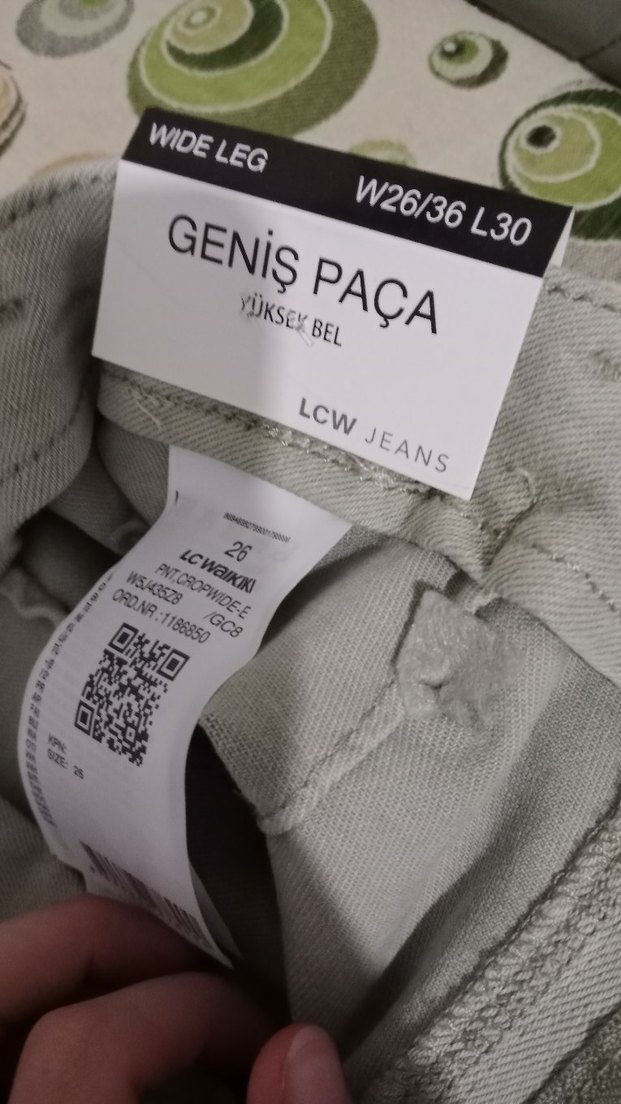 WIDE LEG
W26/36 L30
GENİŞ PAÇA
YÜKSEK BEL
LCW JEANS
26
LC WAIKIKI
PNT,CROPWIDE-E
W5J435Z8 /GC8
ORD.NR.:1186850
KPN:
SIZE: 26